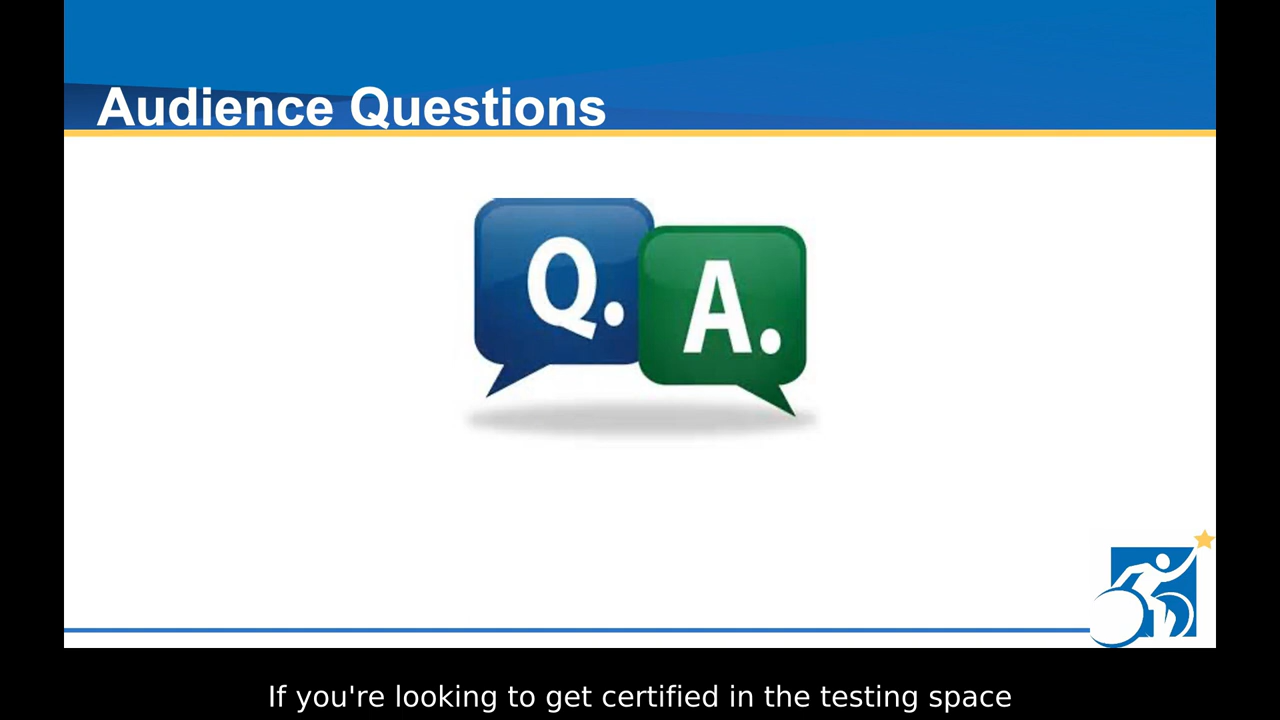 Audience Questions
Q.
A.
If you're looking to get certified in the testing space